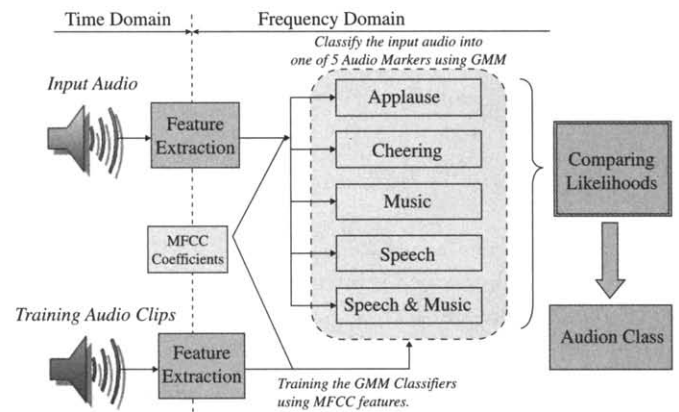 Time Domain
Frequency Domain
Classify the input audio into
one of 5 Audio Markers using GMM
Input Audio
Feature
Extraction
Applause
Cheering
Music
Speech
Speech & Music
Comparing
Likelihoods
MFCC
Coefficients
Training Audio Clips
Feature
Extraction
Audion Class
Training the GMM Classifiers
using MFCC features.